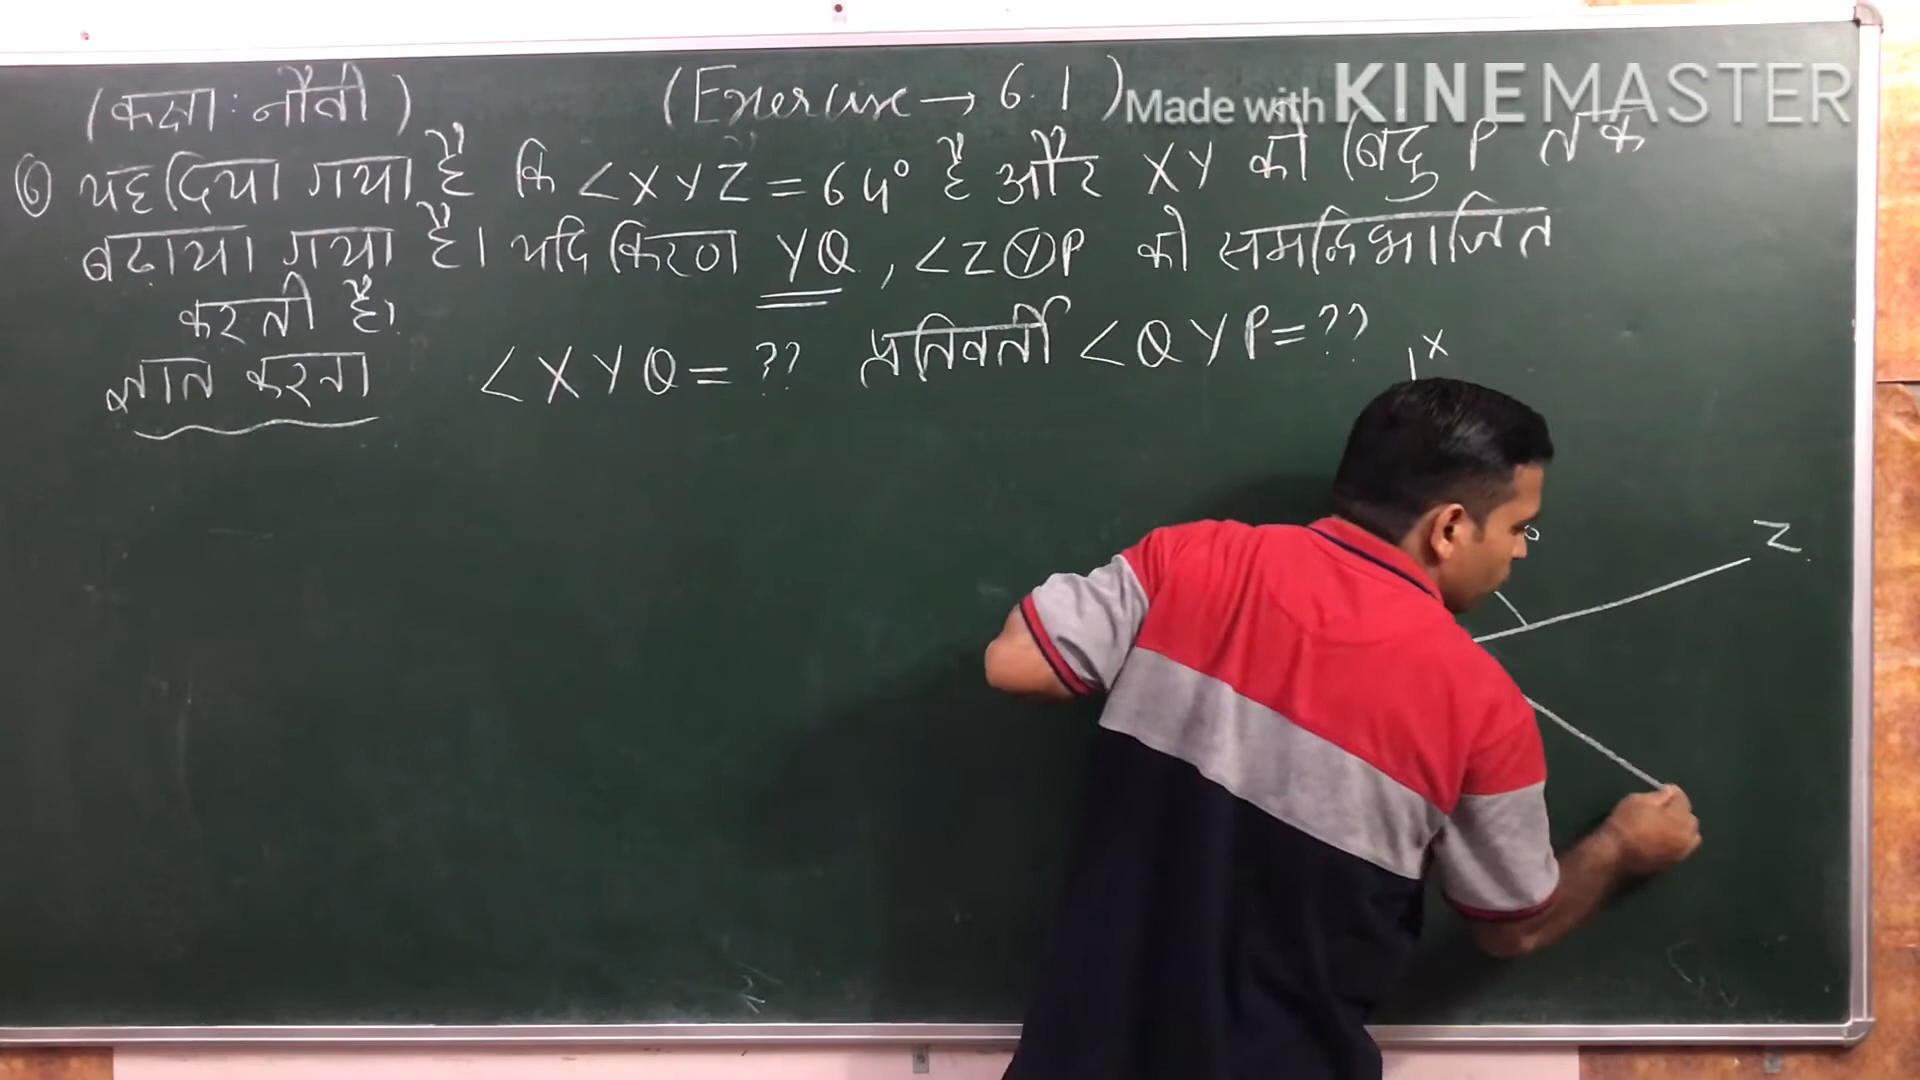 (कक्षा : नौवी)
(Exercise → 6.1)
Made with KINEMASTER
⑥ यह दिया गया है कि <XYZ = 64° है और XY को बिंदु P तक
बढ़ाया गया है। यदि किरण YQ, <ZYP को समद्विभाजित
करती है।
ज्ञात करना <XYQ = ?? प्रतिवर्ती <QYP = ??
X
Z